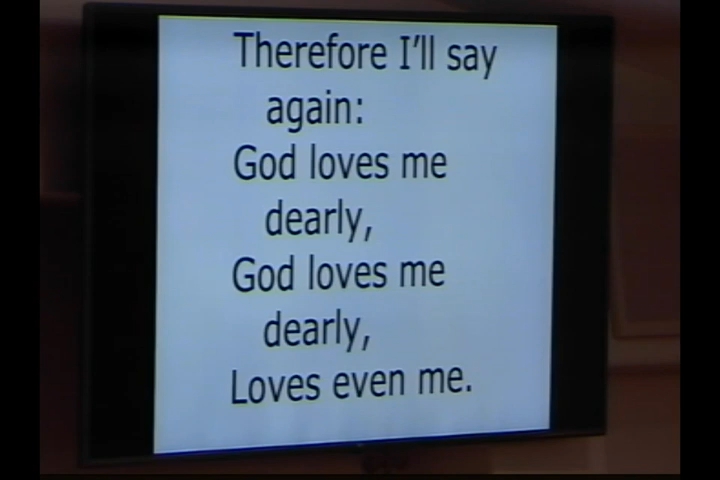 Therefore I'll say
again:
God loves me
dearly,
God loves me
dearly,
Loves even me.